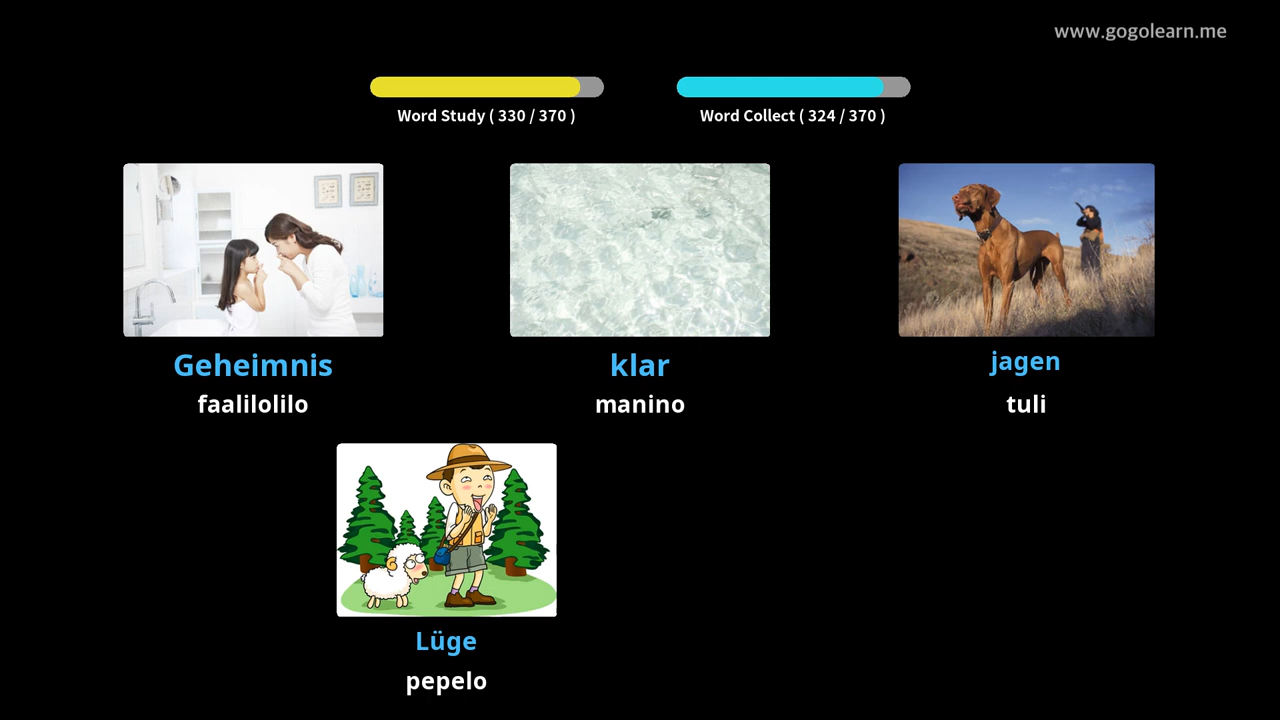 www.gogolearn.me
Word Study ( 330 / 370 )
Word Collect ( 324 / 370 )
Geheimnis
faalilolilo
klar
manino
jagen
tuli
Lüge
pepelo